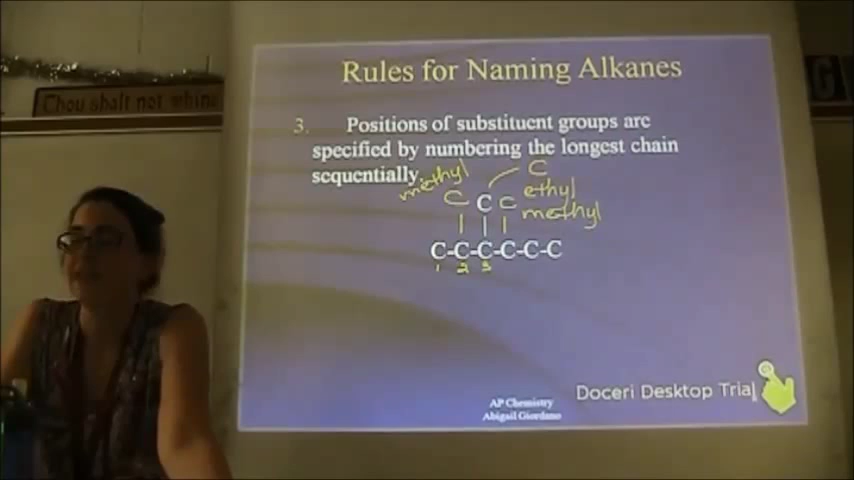 Chou shalt not whine
Rules for Naming Alkanes
3. Positions of substituent groups are
specified by numbering the longest chain
sequentially.
methyl
C
C C C
ethyl
methyl
C-C-C-C-C-C
1 2 3
Doceri Desktop Trial
AP Chemistry
Abigail Giordano